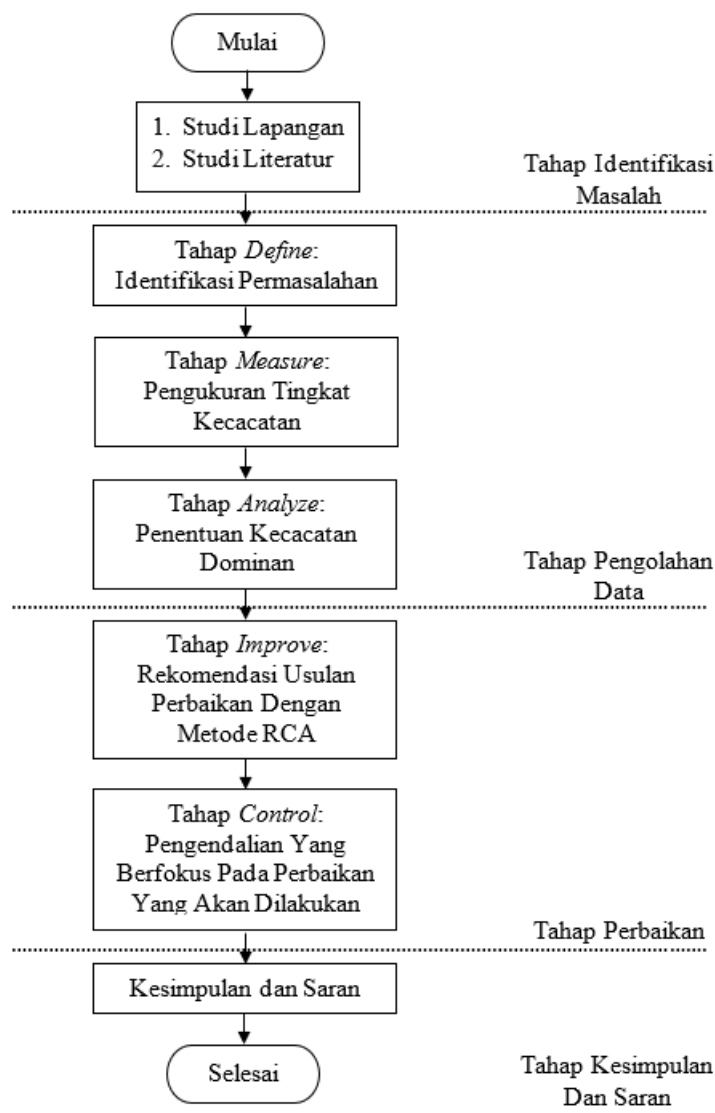 Mulai
1. Studi Lapangan
2. Studi Literatur
Tahap Identifikasi
Masalah
Tahap Define:
Identifikasi Permasalahan
Tahap Measure:
Pengukuran Tingkat
Kecacatan
Tahap Analyze:
Penentuan Kecacatan
Dominan
Tahap Pengolahan
Data
Tahap Improve:
Rekomendasi Usulan
Perbaikan Dengan
Metode RCA
Tahap Control:
Pengendalian Yang
Berfokus Pada Perbaikan
Yang Akan Dilakukan
Tahap Perbaikan
Kesimpulan dan Saran
Selesai
Tahap Kesimpulan
Dan Saran